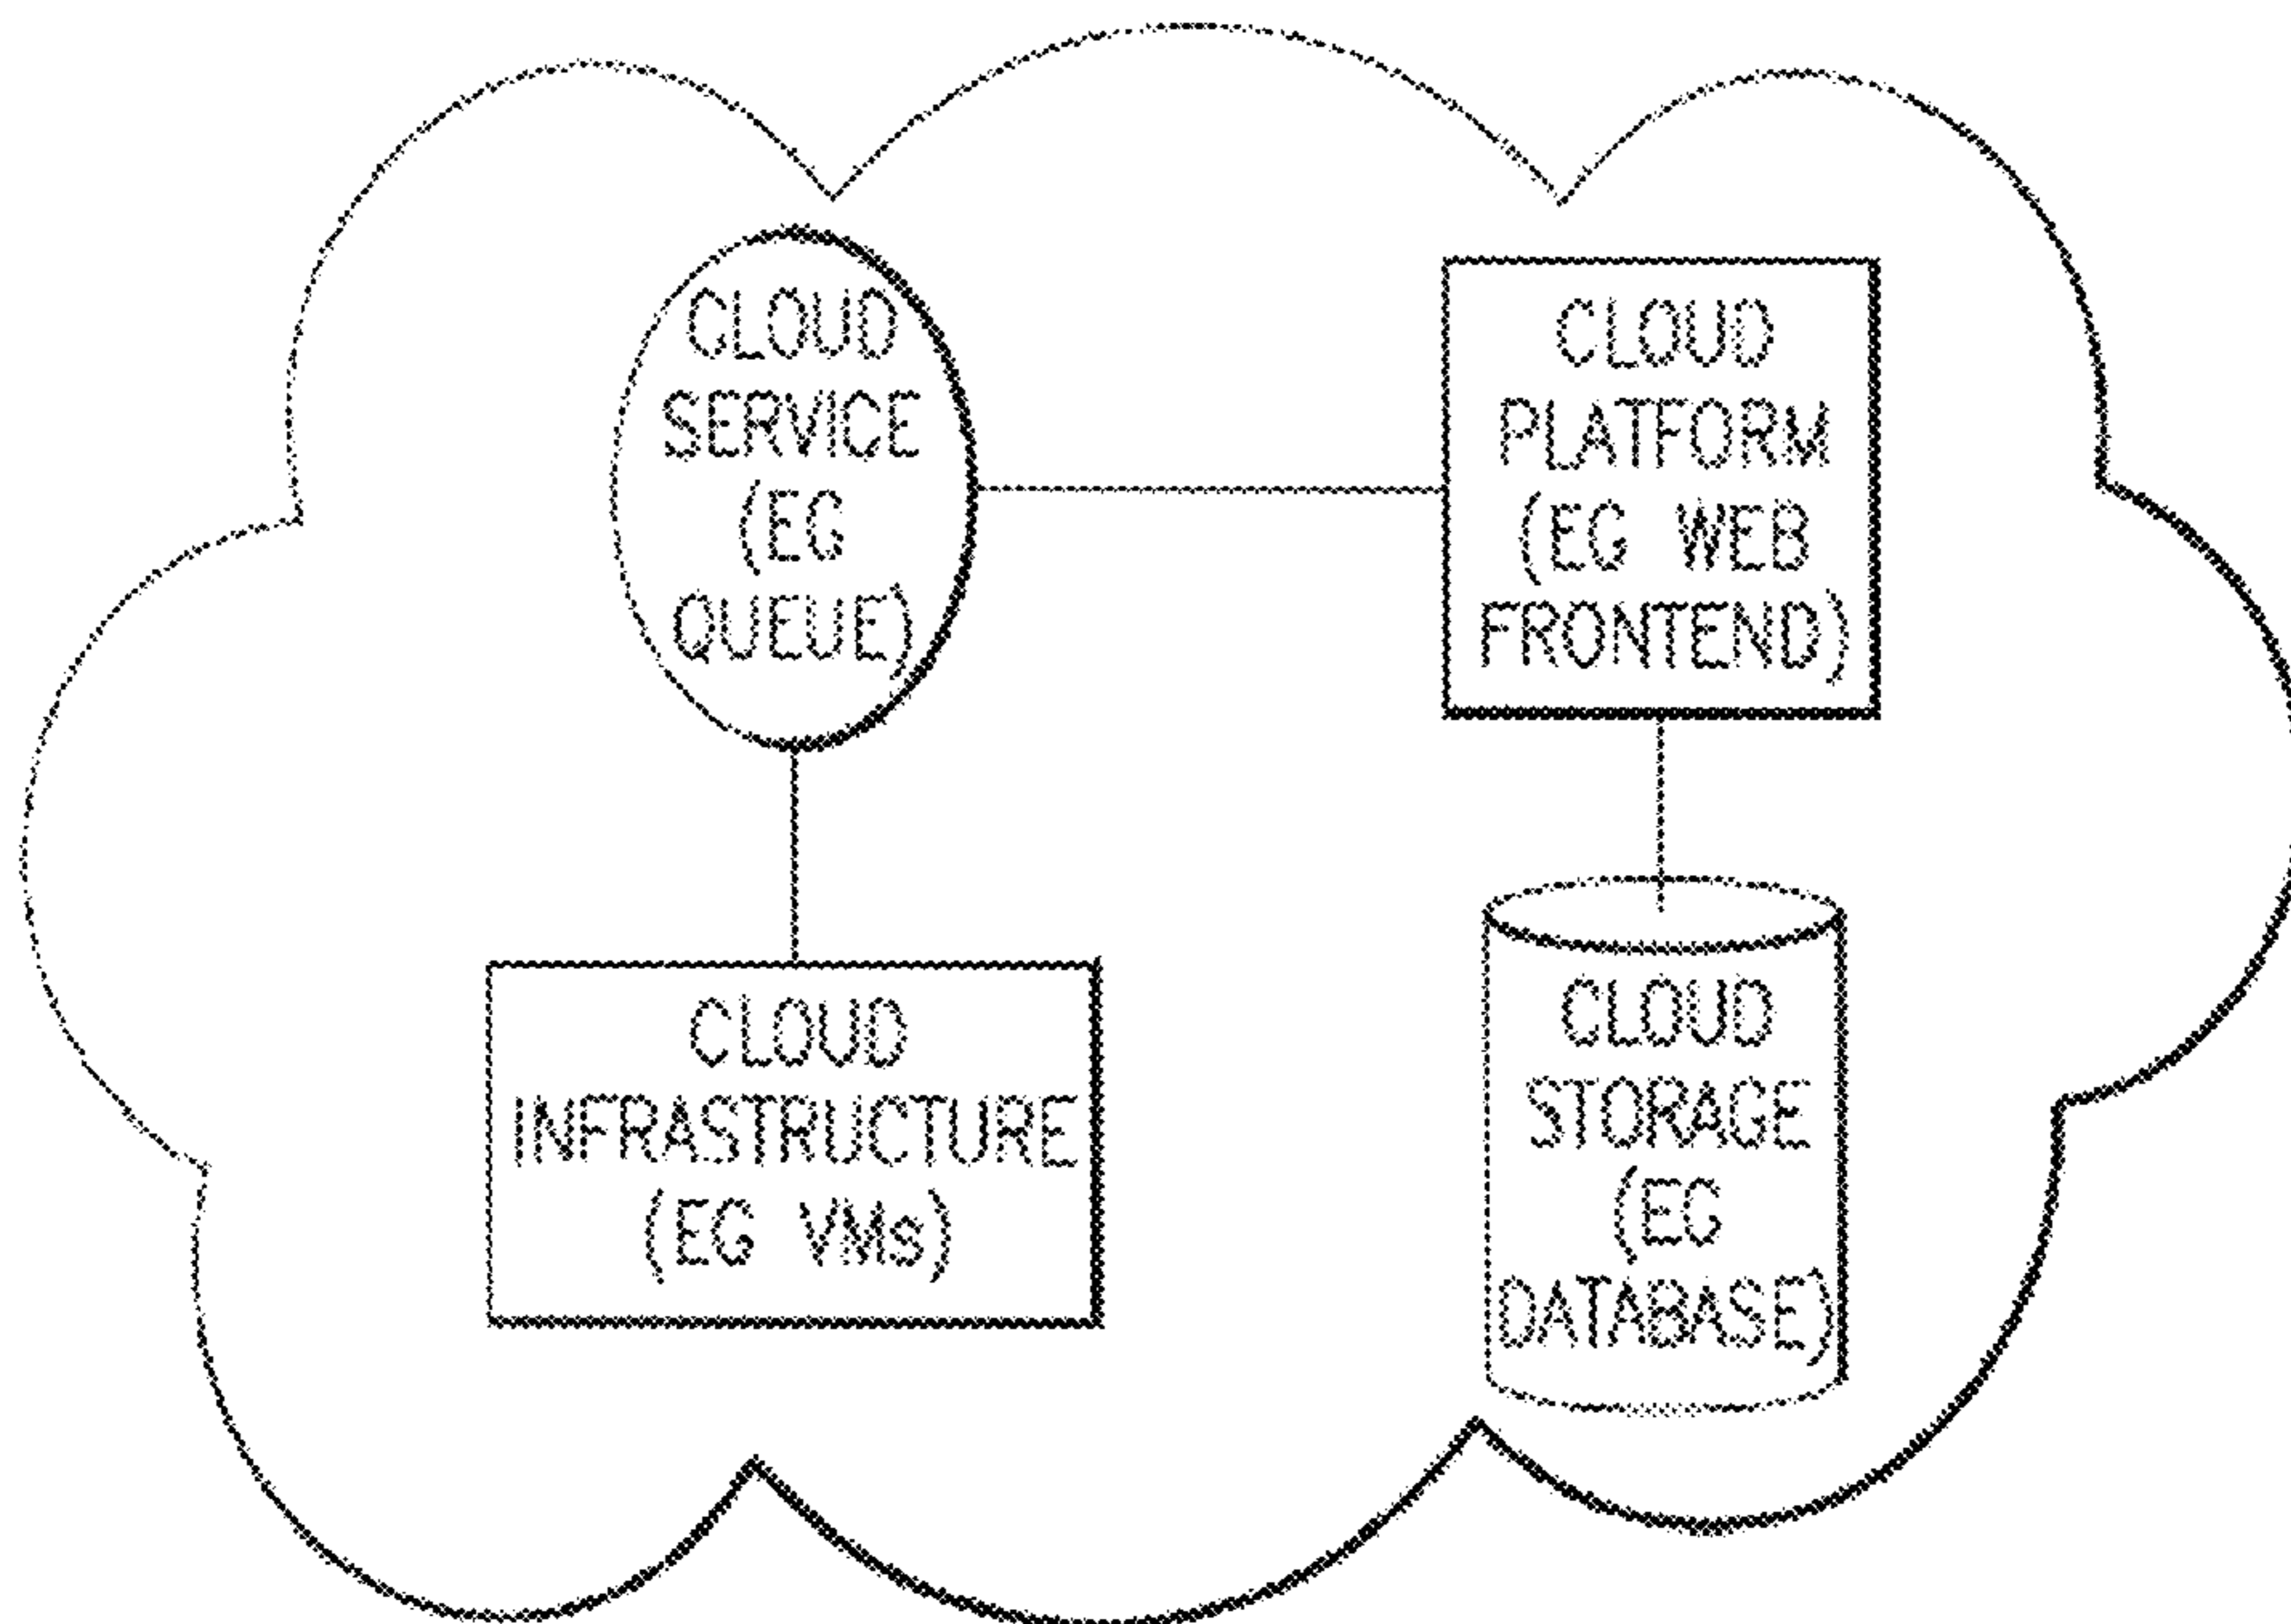 CLOUD
SERVICE
(EG
QUEUE)
CLOUD
PLATFORM
(EG WEB
FRONTEND)
CLOUD
INFRASTRUCTURE
(EG VMs)
CLOUD
STORAGE
(EG
DATABASE)